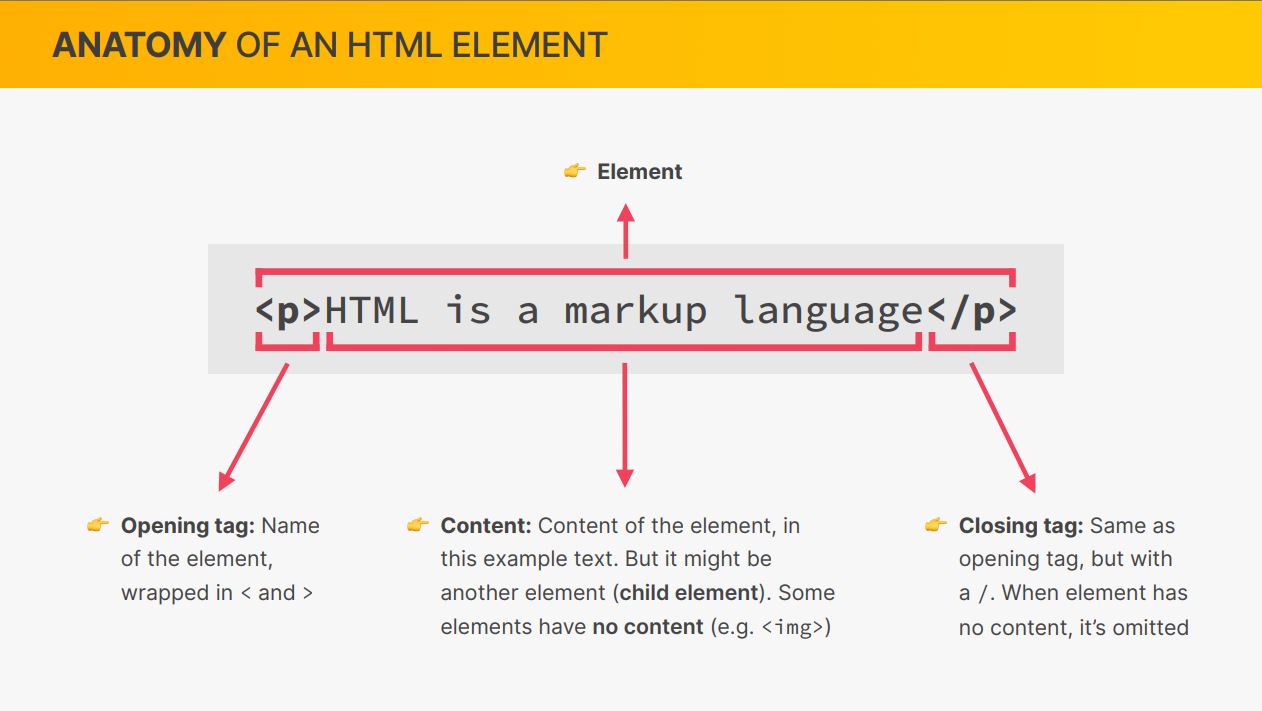 ANATOMY OF AN HTML ELEMENT
👉 Element
<p>HTML is a markup language</p>
👉 Opening tag: Name
of the element,
wrapped in < and >
👉 Content: Content of the element, in
this example text. But it might be
another element (child element). Some
elements have no content (e.g. <img>)
👉 Closing tag: Same as
opening tag, but with
a /. When element has
no content, it’s omitted